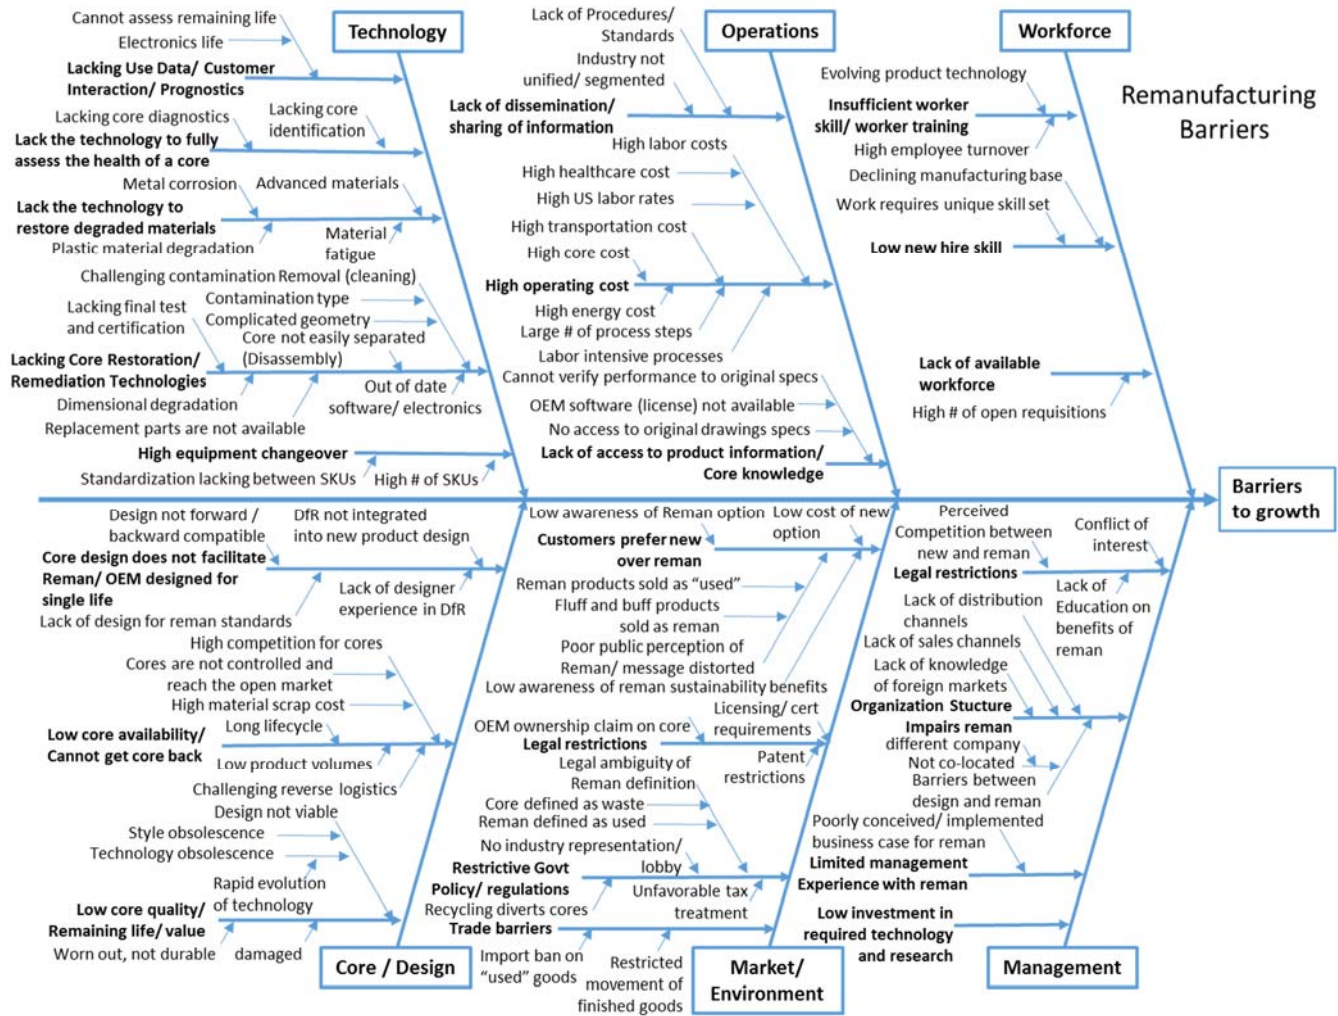 Remanufacturing
Barriers
Technology
Cannot assess remaining life
Electronics life
Lacking Use Data/ Customer
Interaction/ Prognostics
Lacking core diagnostics
Lacking core
identification
Lack the technology to fully
assess the health of a core
Metal corrosion
Advanced materials
Lack the technology to
restore degraded materials
Plastic material degradation
Material
fatigue
Challenging contamination Removal (cleaning)
Contamination type
Complicated geometry
Lacking final test
and certification
Core not easily separated
(Disassembly)
Lacking Core Restoration/
Remediation Technologies
Out of date
software/ electronics
Dimensional degradation
Replacement parts are not available
High equipment changeover
Standardization lacking between SKUs
High # of SKUs
Operations
Lack of Procedures/
Standards
Industry not
unified/ segmented
Lack of dissemination/
sharing of information
High labor costs
High healthcare cost
High US labor rates
High transportation cost
High core cost
High operating cost
High energy cost
Large # of process steps
Labor intensive processes
Cannot verify performance to original specs
OEM software (license) not available
No access to original drawings specs
Lack of access to product information/
Core knowledge
Workforce
Evolving product technology
Insufficient worker
skill/ worker training
High employee turnover
Declining manufacturing base
Work requires unique skill set
Low new hire skill
Lack of available
workforce
High # of open requisitions
Barriers
to growth
Design not forward /
backward compatible
DfR not integrated
into new product design
Core design does not facilitate
Reman/ OEM designed for
single life
Lack of designer
experience in DfR
Lack of design for reman standards
High competition for cores
Cores are not controlled and
reach the open market
High material scrap cost
Long lifecycle
Low core availability/
Cannot get core back
Low product volumes
Challenging reverse logistics
Design not viable
Style obsolescence
Technology obsolescence
Rapid evolution
of technology
Low core quality/
Remaining life/ value
Worn out, not durable
damaged
Core / Design
Low awareness of Reman option
Low cost of new
option
Customers prefer new
over reman
Reman products sold as "used"
Fluff and buff products
sold as reman
Poor public perception of
Reman/ message distorted
Low awareness of reman sustainability benefits
Licensing/ cert
requirements
OEM ownership claim on core
Legal restrictions
Patent
restrictions
Legal ambiguity of
Reman definition
Core defined as waste
Reman defined as used
No industry representation/
lobby
Restrictive Govt
Policy/ regulations
Unfavorable tax
treatment
Recycling diverts cores
Trade barriers
Import ban on
"used" goods
Restricted
movement of
finished goods
Market/
Environment
Perceived
Competition between
new and reman
Conflict of
interest
Legal restrictions
Lack of
Education on
benefits of
reman
Lack of distribution
channels
Lack of sales channels
Lack of knowledge
of foreign markets
Organization Stucture
Impairs reman
different company
Not co-located
Barriers between
design and reman
Poorly conceived/ implemented
business case for reman
Limited management
Experience with reman
Low investment in
required technology
and research
Management